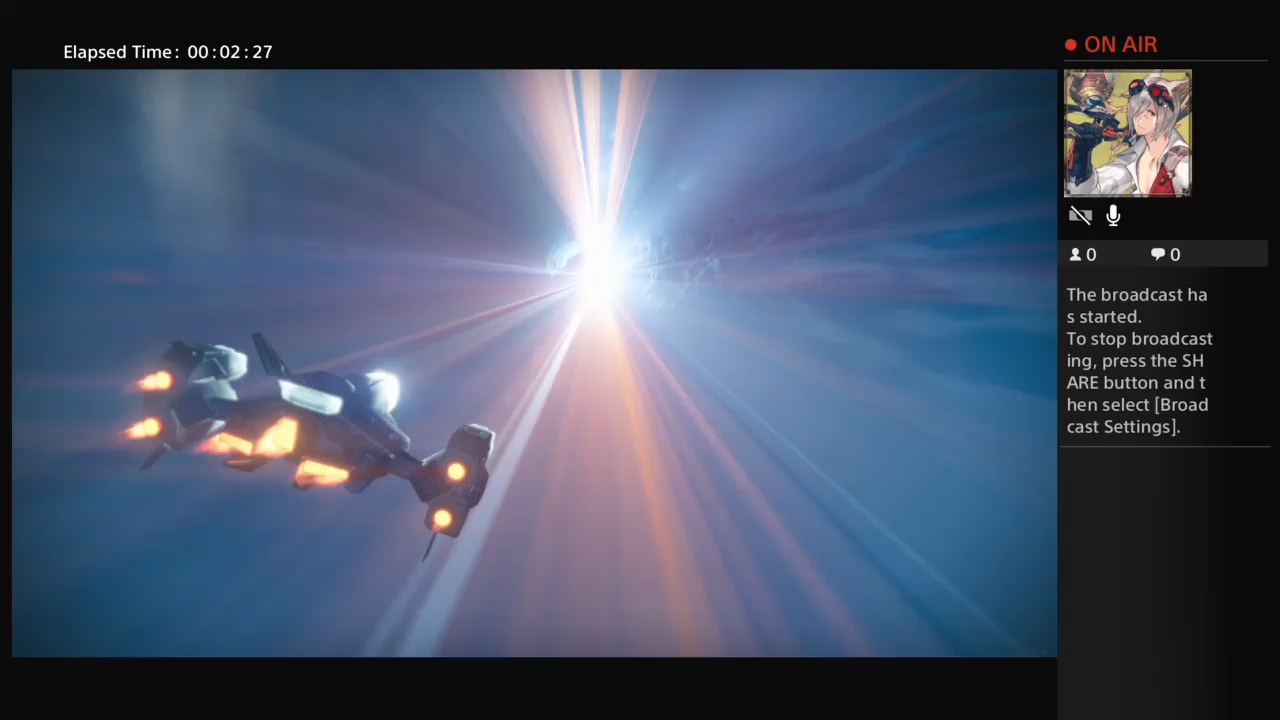 Elapsed Time: 00:02:27
ON AIR
0
0
The broadcast ha
s started.
To stop broadcast
ing, press the SH
ARE button and t
hen select [Broad
cast Settings].